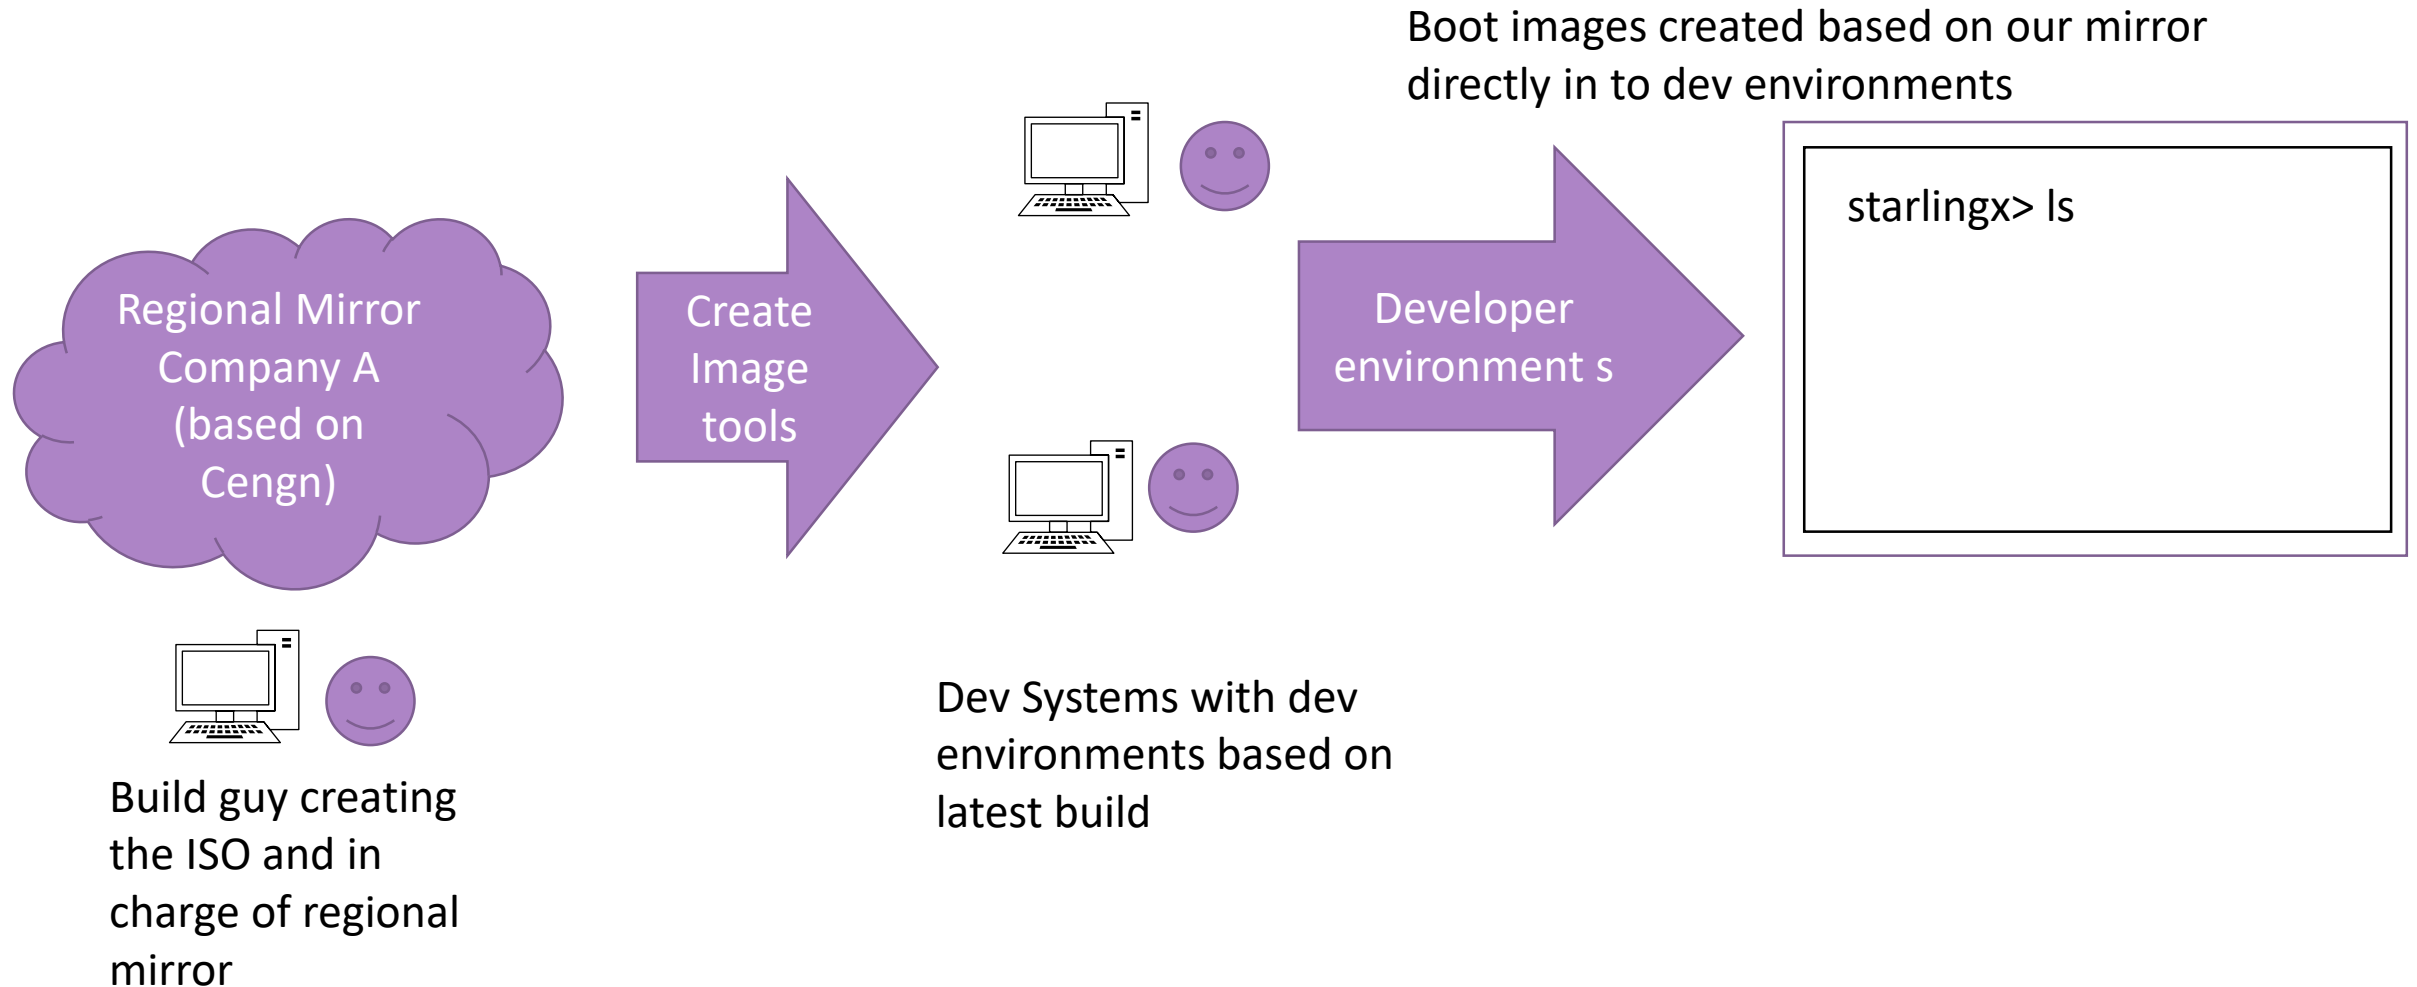 Boot images created based on our mirror
directly in to dev environments
Regional Mirror
Company A
(based on
Cengn)
Create
Image
tools
Developer
environment s
starlingx> ls
Build guy creating
the ISO and in
charge of regional
mirror
Dev Systems with dev
environments based on
latest build